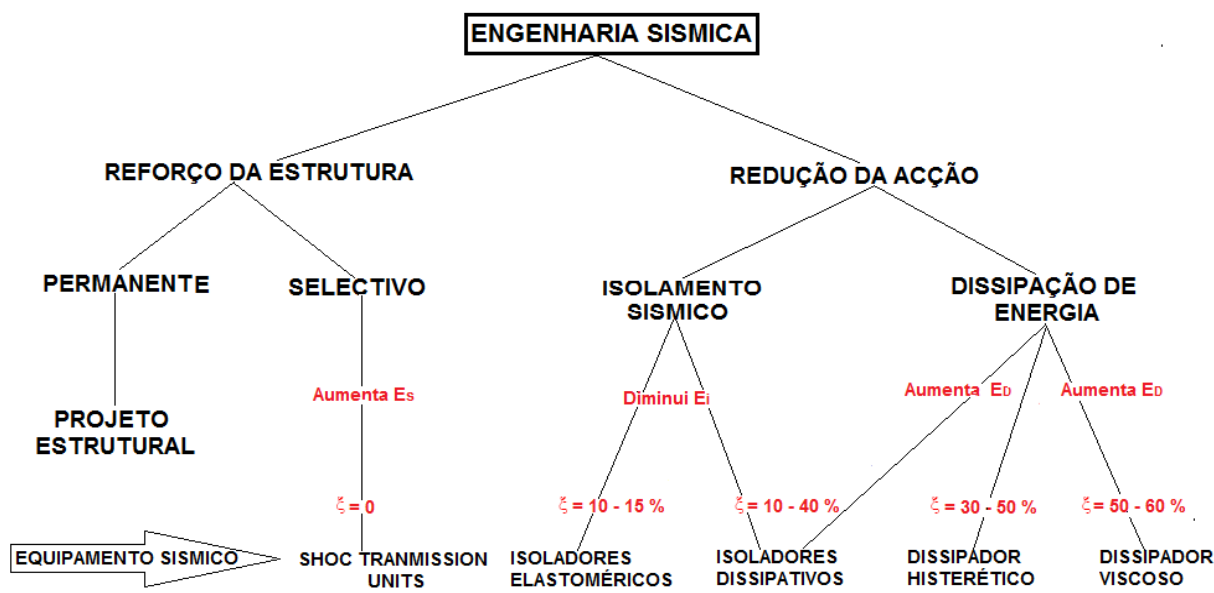 ENGENHARIA SISMICA
REFORÇO DA ESTRUTURA
REDUÇÃO DA ACÇÃO
PERMANENTE
SELECTIVO
ISOLAMENTO
SISMICO
DISSIPAÇÃO DE
ENERGIA
Aumenta Es
Diminui Ei
Aumenta ED
Aumenta ED
PROJETO
ESTRUTURAL
ξ = 0
ξ = 10 - 15 %
ξ = 10 - 40 %
ξ = 30 - 50 %
ξ = 50 - 60 %
EQUIPAMENTO SISMICO
SHOC TRANMISSION
UNITS
ISOLADORES
ELASTOMÉRICOS
ISOLADORES
DISSIPATIVOS
DISSIPADOR
HISTERÉTICO
DISSIPADOR
VISCOSO